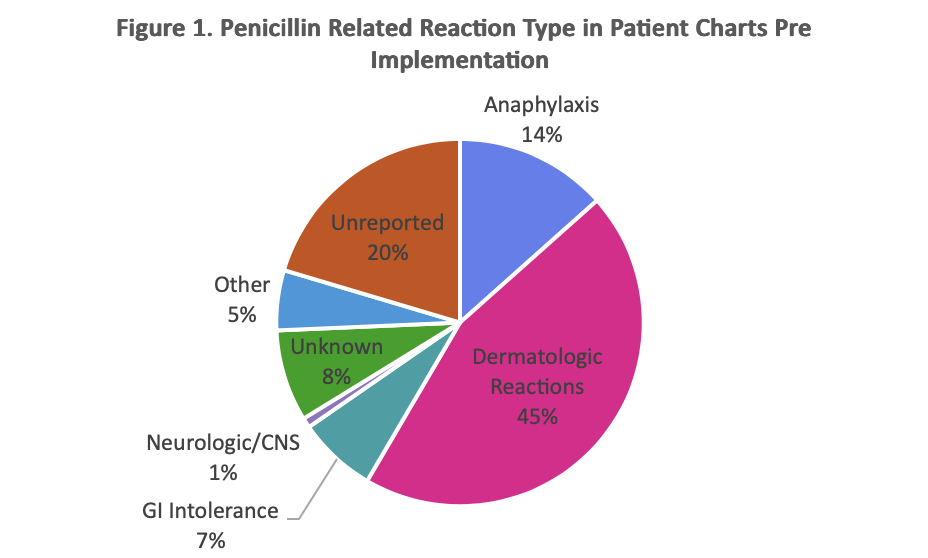 Figure 1. Penicillin Related Reaction Type in Patient Charts Pre
Implementation
Anaphylaxis
14%
Dermatologic
Reactions
45%
GI Intolerance
7%
Neurologic/CNS
1%
Unknown
8%
Other
5%
Unreported
20%